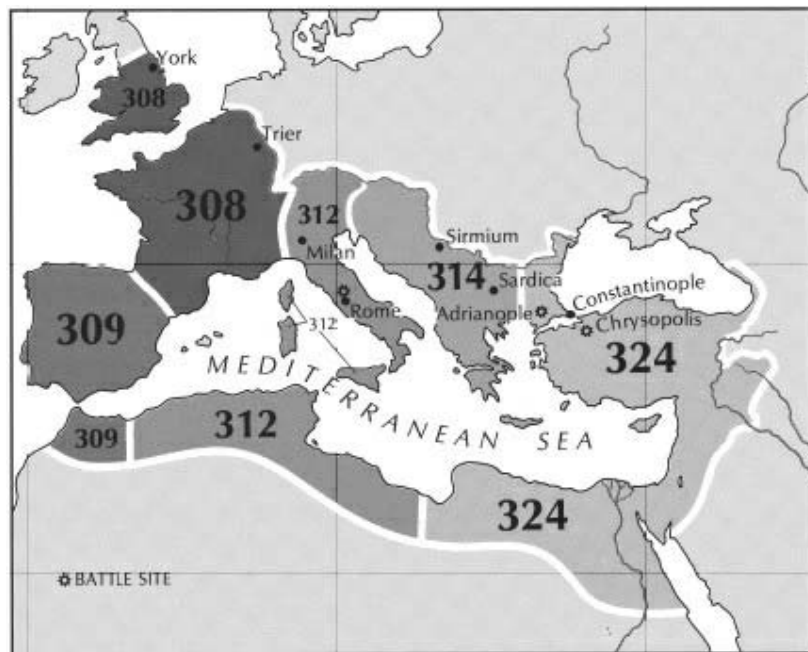 York
308
Trier
308
312
Milan
Sirmium
314
Sardica
Constantinople
Adrianople
Chrysopolis
Rome
309
312
324
MEDITERRANEAN SEA
309
312
324
BATTLE SITE